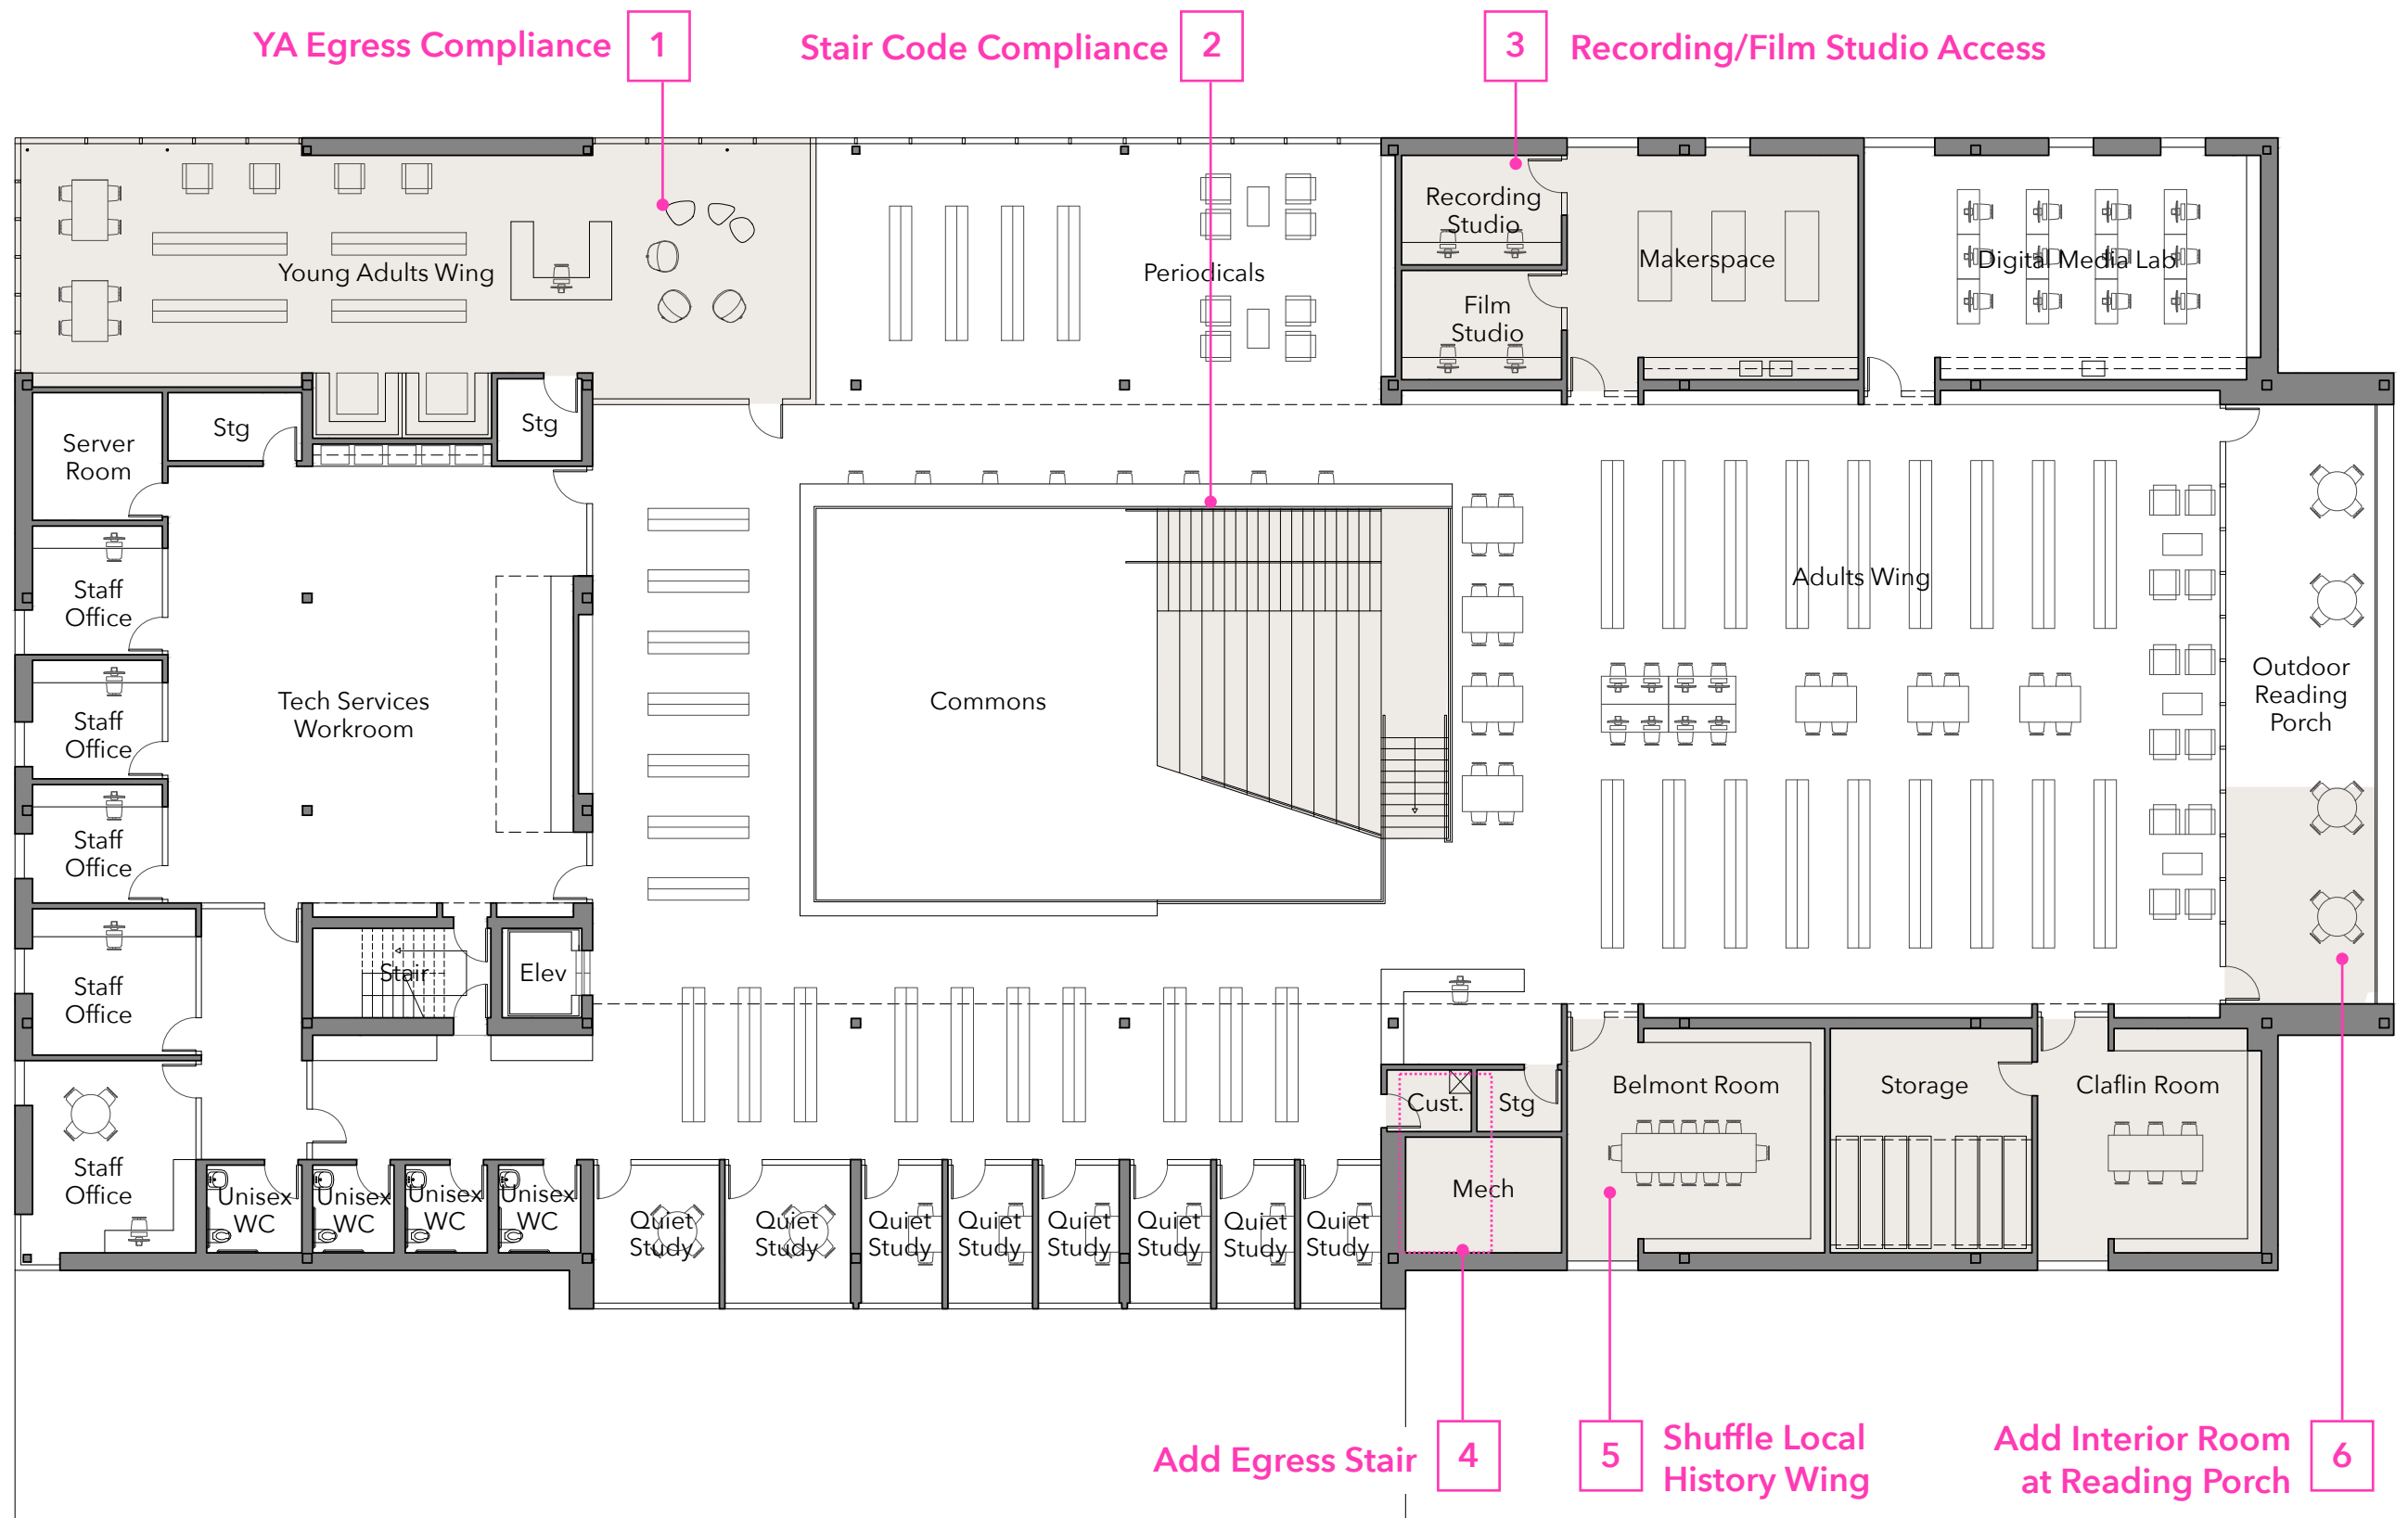 YA Egress Compliance
1
Stair Code Compliance
2
3
Recording/Film Studio Access
Recording
Studio
Makerspace
Digital Media Lab
Young Adults Wing
Periodicals
Film
Studio
Stg
Stg
Server
Room
Staff
Office
Adults Wing
Tech Services
Workroom
Commons
Outdoor
Reading
Porch
Staff
Office
Staff
Office
Stair
Elev
Staff
Office
Belmont Room
Storage
Claflin Room
Cust.
Stg
Staff
Office
Mech
Unisex
WC
Unisex
WC
Unisex
WC
Unisex
WC
Quiet
Study
Quiet
Study
Quiet
Study
Quiet
Study
Quiet
Study
Quiet
Study
Quiet
Study
Quiet
Study
Add Egress Stair
4
5
Shuffle Local
History Wing
Add Interior Room
at Reading Porch
6